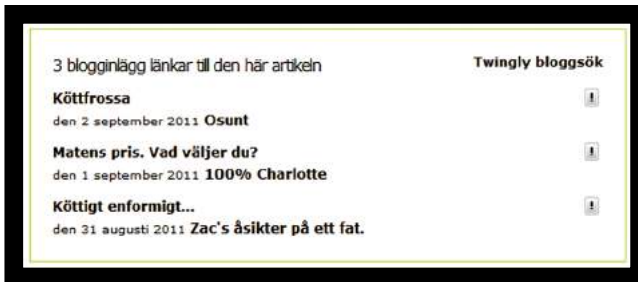 3 blogginlägg länkar till den här artikeln
Twingly bloggsök
Köttfrossa
den 2 september 2011 Osunt
Matens pris. Vad väljer du?
den 1 september 2011 100% Charlotte
Köttigt enformigt...
den 31 augusti 2011 Zac's åsikter på ett fat.